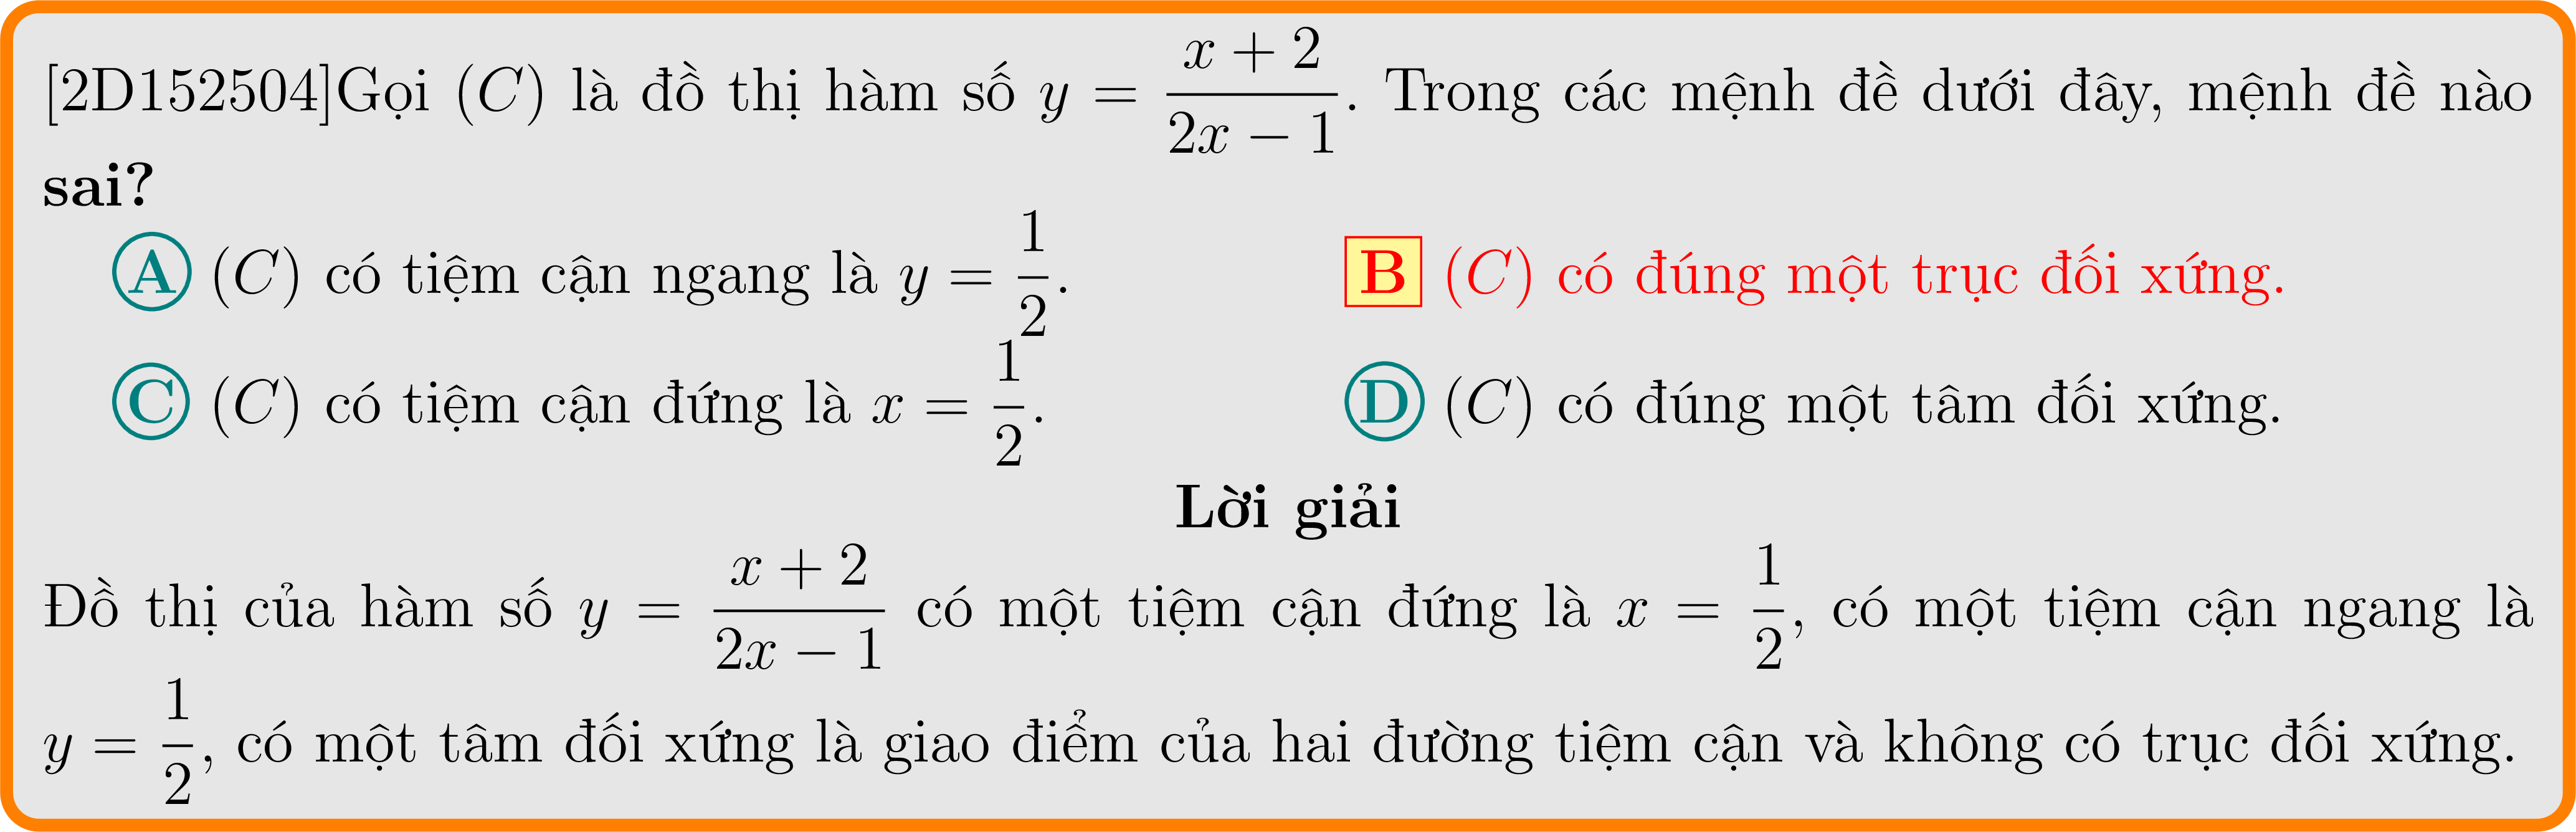 [2D152504]Gọi (C) là đồ thị hàm số y = \frac{x + 2}{2x − 1}. Trong các mệnh đề dưới đây, mệnh đề nào
sai?
A (C) có tiệm cận ngang là y = \frac{1}{2}. B (C) có đúng một trục đối xứng.
C (C) có tiệm cận đứng là x = \frac{1}{2}. D (C) có đúng một tâm đối xứng.
Lời giải
Đồ thị của hàm số y = \frac{x + 2}{2x − 1} có một tiệm cận đứng là x = \frac{1}{2}, có một tiệm cận ngang là
y = \frac{1}{2}, có một tâm đối xứng là giao điểm của hai đường tiệm cận và không có trục đối xứng.